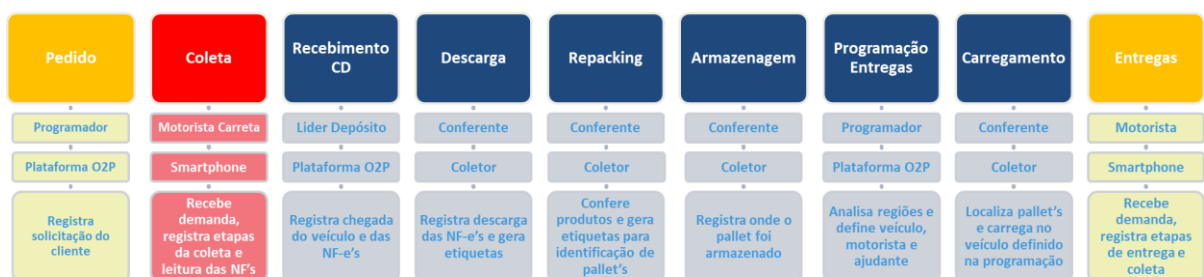 Pedido
Programador
Plataforma O2P
Registra
solicitação do
cliente
Coleta
Motorista Carreta
Smartphone
Recebe
demanda,
registra etapas
da coleta e
leitura das NF's
Recebimento
CD
Lider Depósito
Plataforma O2P
Registra chegada
do veículo e das
NF-e's
Descarga
Conferente
Coletor
Registra descarga
das NF-e's e gera
etiquetas
Repacking
Conferente
Coletor
Confere
produtos e gera
etiquetas para
identificação de
pallet's
Armazenagem
Conferente
Coletor
Registra onde o
pallet foi
armazenado
Programação
Entregas
Programador
Plataforma O2P
Analisa regiões e
define veículo,
motorista e
ajudante
Carregamento
Conferente
Coletor
Localiza pallet's
e carrega no
veículo definido
na programação
Entregas
Motorista
Smartphone
Recebe
demanda,
registra etapas
de entrega e
coleta